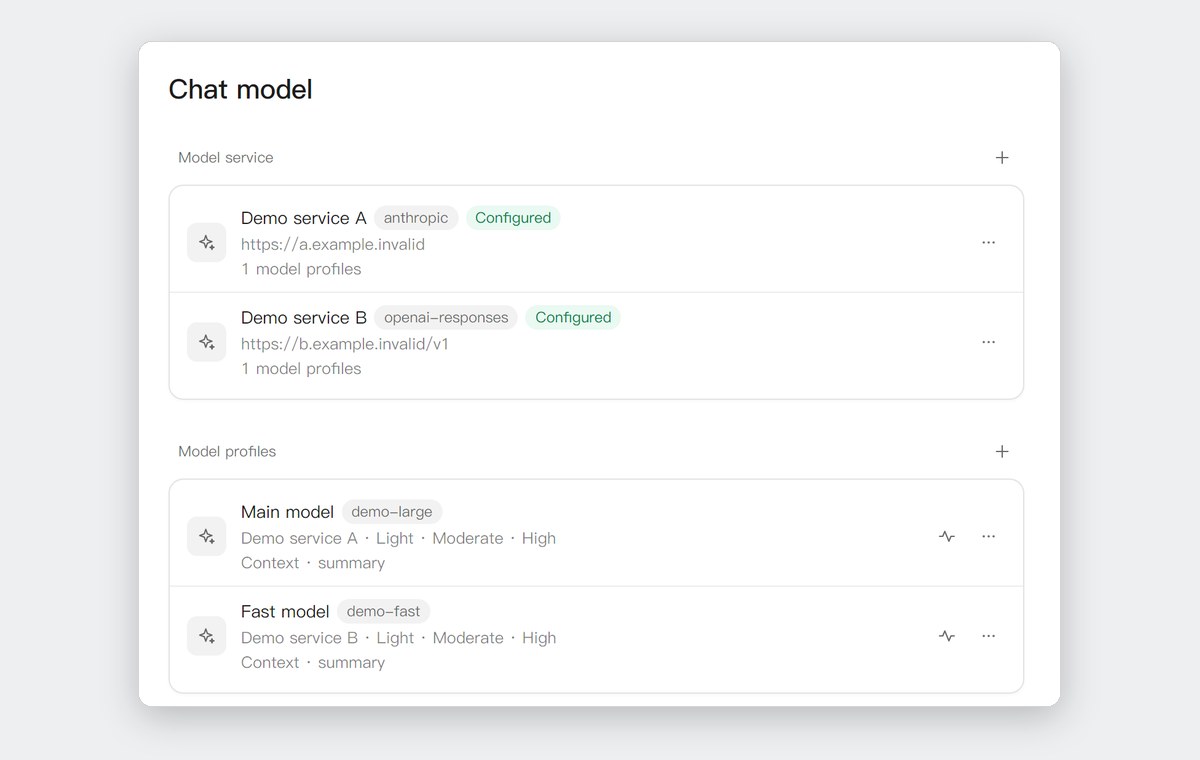 Chat model
Model service
Demo service A anthropic Configured
https://a.example.invalid
1 model profiles
Demo service B openai-responses Configured
https://b.example.invalid/v1
1 model profiles
Model profiles
Main model demo-large
Demo service A · Light · Moderate · High
Context · summary
Fast model demo-fast
Demo service B · Light · Moderate · High
Context · summary